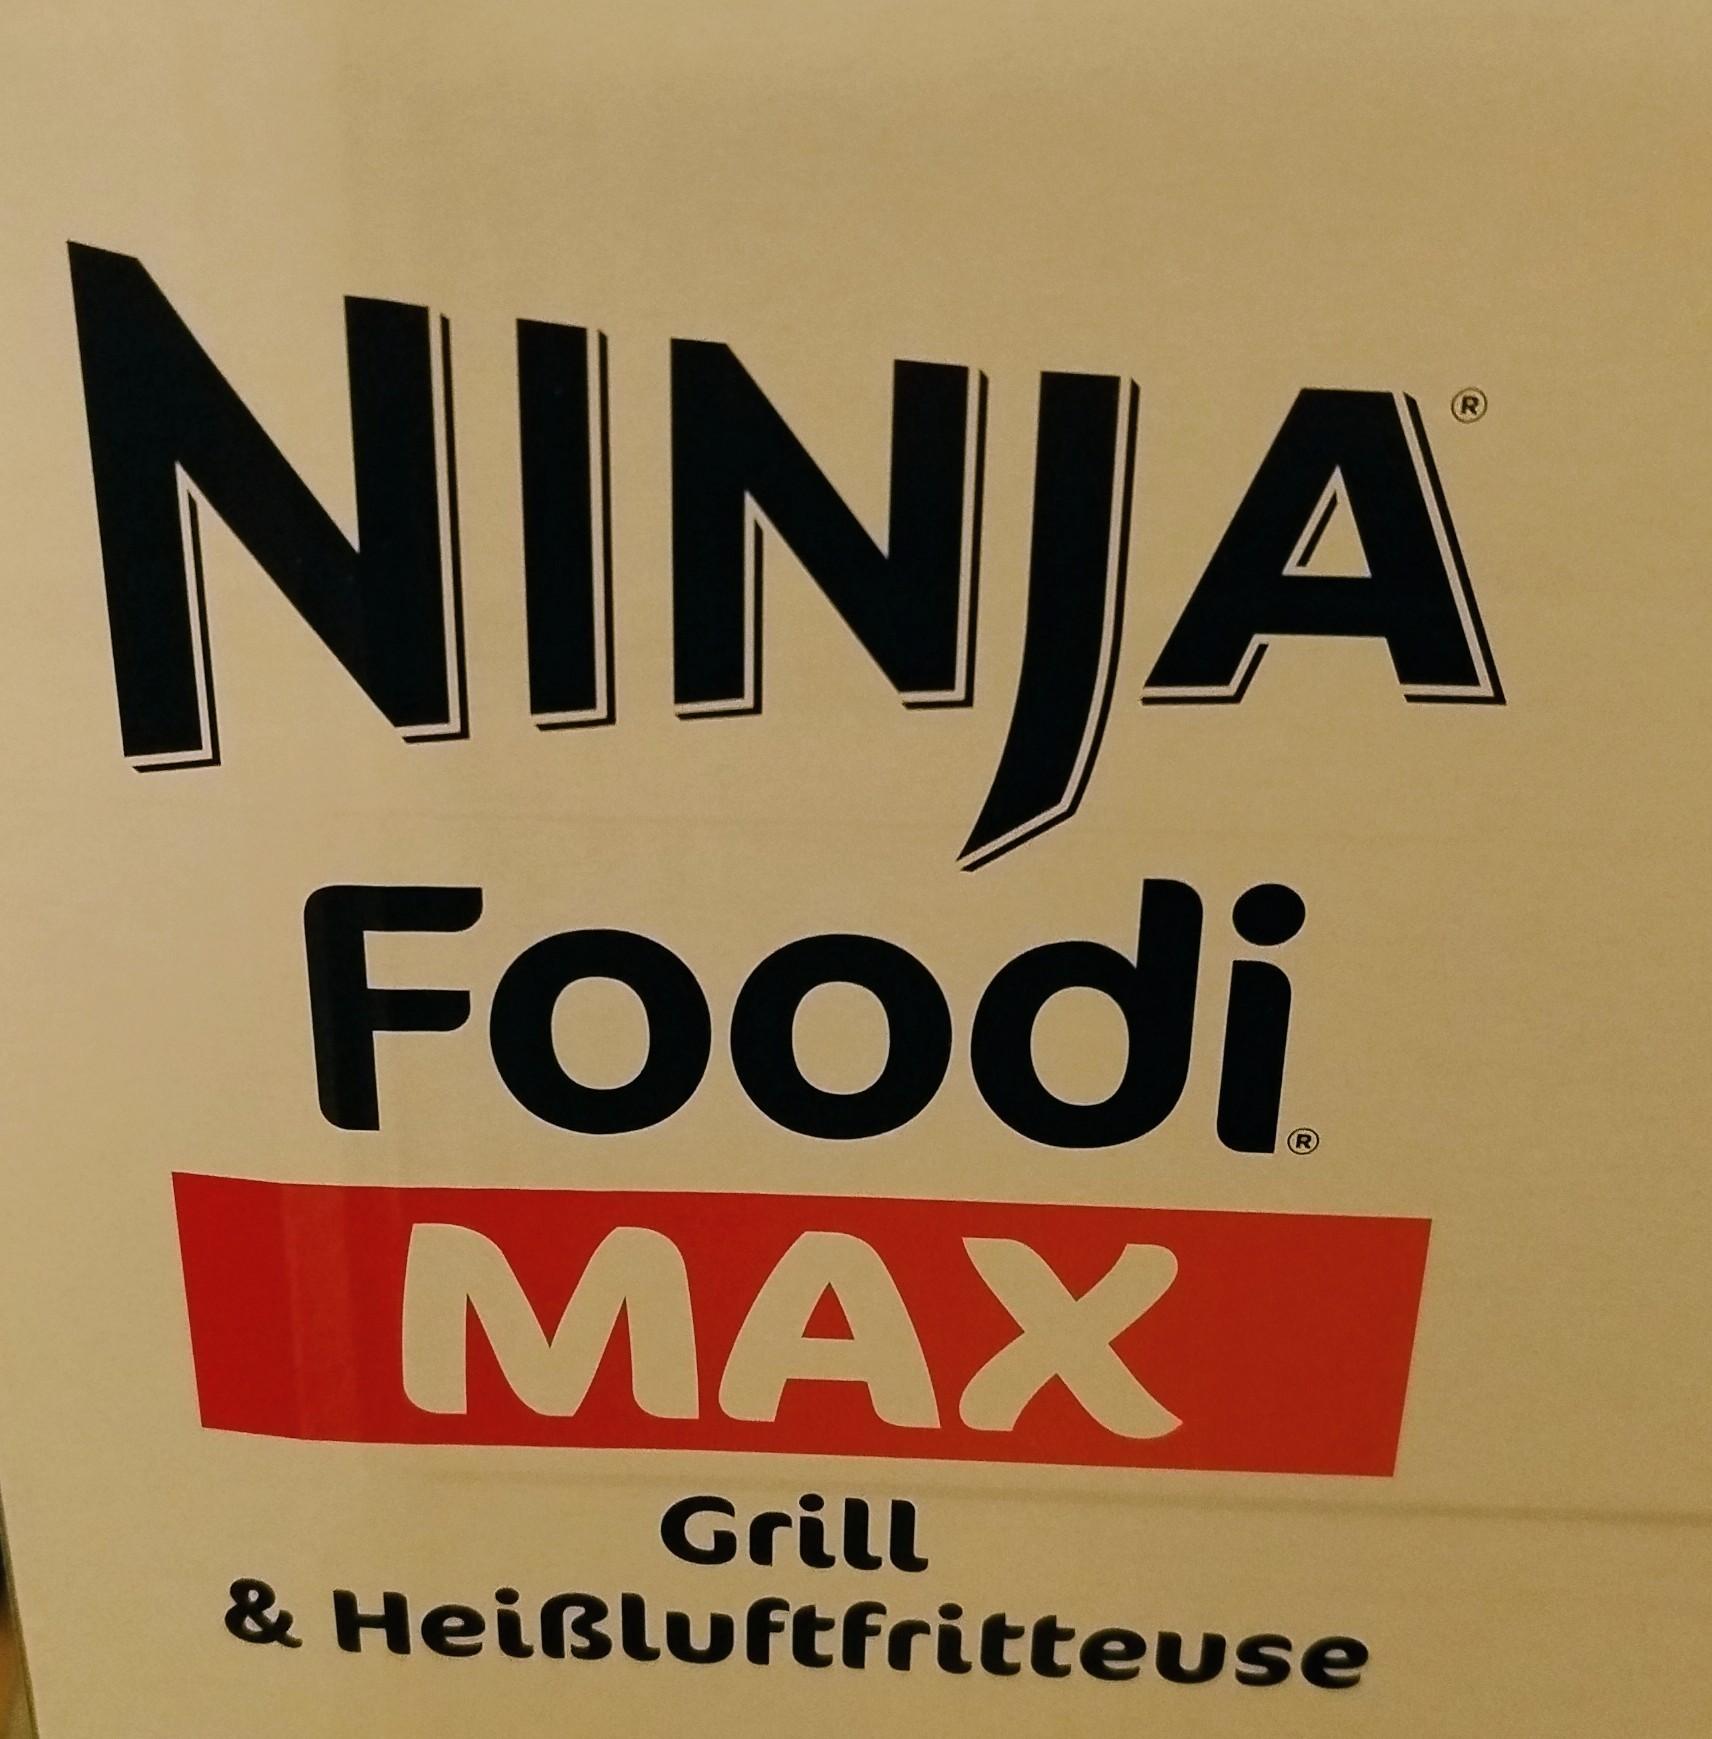 NINJA®
Foodi®
MAX
Grill
& Heißluftfritteuse